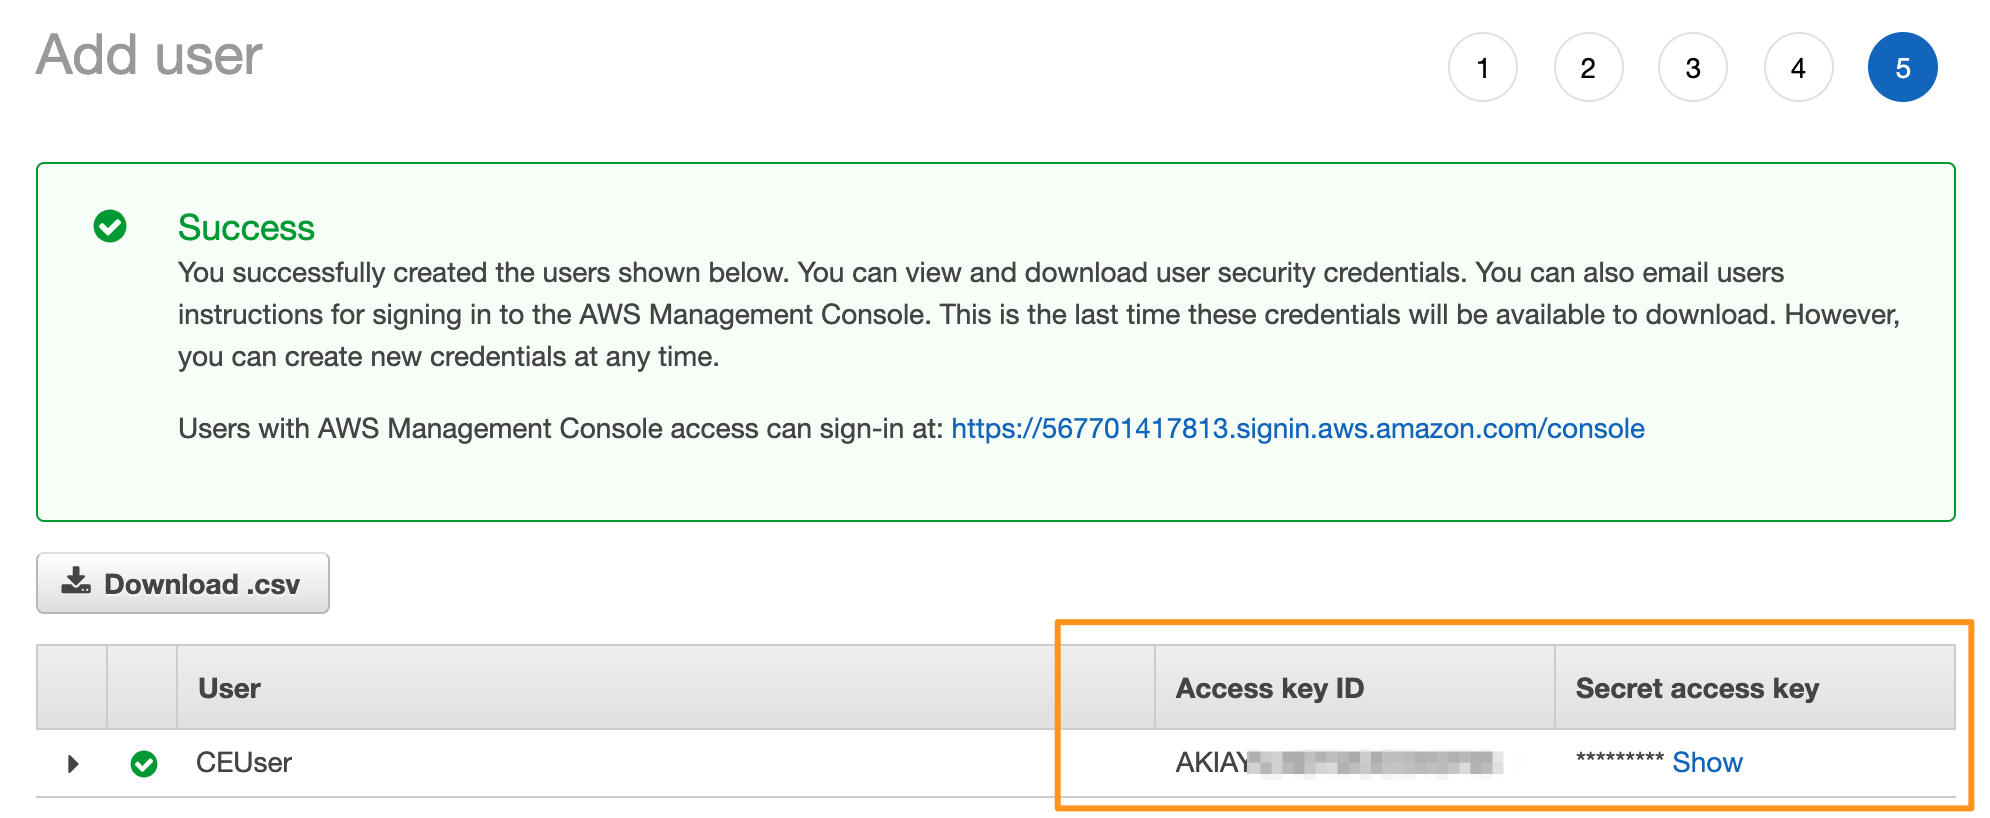 Add user
1 2 3 4 5
Success
You successfully created the users shown below. You can view and download user security credentials. You can also email users
instructions for signing in to the AWS Management Console. This is the last time these credentials will be available to download. However,
you can create new credentials at any time.
Users with AWS Management Console access can sign-in at: https://567701417813.signin.aws.amazon.com/console
Download .csv
User Access key ID Secret access key
CEUser AKIAY ********* Show